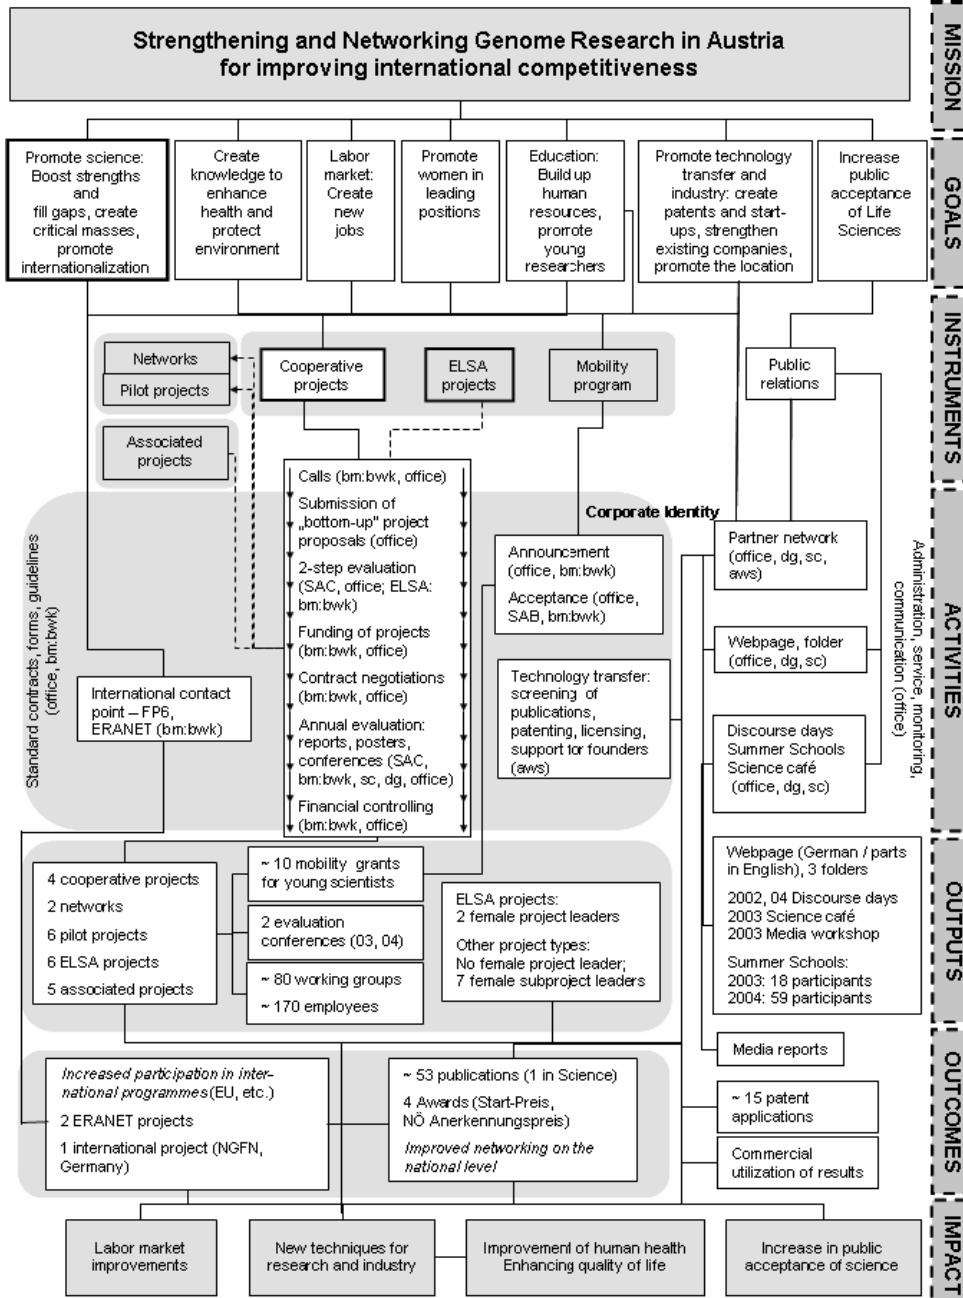 Strengthening and Networking Genome Research in Austria
for improving international competitiveness
MISSION
Promote science:
Boost strengths
and
fill gaps, create
critical masses,
promote
internationalization
Create
knowledge to
enhance
health and
protect
environment
Labor
market:
Create
new
jobs
Promote
women in
leading
positions
Education:
Build up
human
resources,
promote
young
researchers
Promote technology
transfer and
industry: create
patents and start-
ups, strengthen
existing companies,
promote the location
Increase
public
acceptance
of Life
Sciences
GOALS
Networks
Pilot projects
Associated
projects
Cooperative
projects
ELSA
projects
Mobility
program
Public
relations
INSTRUMENTS
Calls (bm:bwk, office)
Submission of
„bottom-up" project
proposals (office)
2-step evaluation
(SAC, office; ELSA:
bm:bwk)
Funding of projects
(bm:bwk, office)
Contract negotiations
(bm:bwk, office)
Annual evaluation:
reports, posters,
conferences (SAC,
bm:bwk, sc, dg, office)
Financial controlling
(bm:bwk, office)
Standard contracts, forms, guidelines
(office, bm:bwk)
International contact
point – FP6,
ERANET (bm:bwk)
Corporate Identity
Announcement
(office, bm:bwk)
Acceptance (office,
SAB, bm:bwk)
Technology transfer:
screening of
publications,
patenting, licensing,
support for founders
(aws)
Partner network
(office, dg, sc,
aws)
Webpage, folder
(office, dg, sc)
Discourse days
Summer Schools
Science café
(office, dg, sc)
Administration, service, monitoring,
communication (office)
ACTIVITIES
4 cooperative projects
2 networks
6 pilot projects
6 ELSA projects
5 associated projects
~ 10 mobility grants
for young scientists
2 evaluation
conferences (03, 04)
~ 80 working groups
~ 170 employees
ELSA projects:
2 female project leaders
Other project types:
No female project leader;
7 female subproject leaders
Webpage (German / parts
in English), 3 folders
2002, 04 Discourse days
2003 Science café
2003 Media workshop
Summer Schools:
2003: 18 participants
2004: 59 participants
OUTPUTS
Media reports
Increased participation in inter-
national programmes (EU, etc.)
2 ERANET projects
1 international project (NGFN,
Germany)
~ 53 publications (1 in Science)
4 Awards (Start-Preis,
NÖ Anerkennungspreis)
Improved networking on the
national level
~ 15 patent
applications
Commercial
utilization of results
OUTCOMES
Labor market
improvements
New techniques for
research and industry
Improvement of human health
Enhancing quality of life
Increase in public
acceptance of science
IMPACT